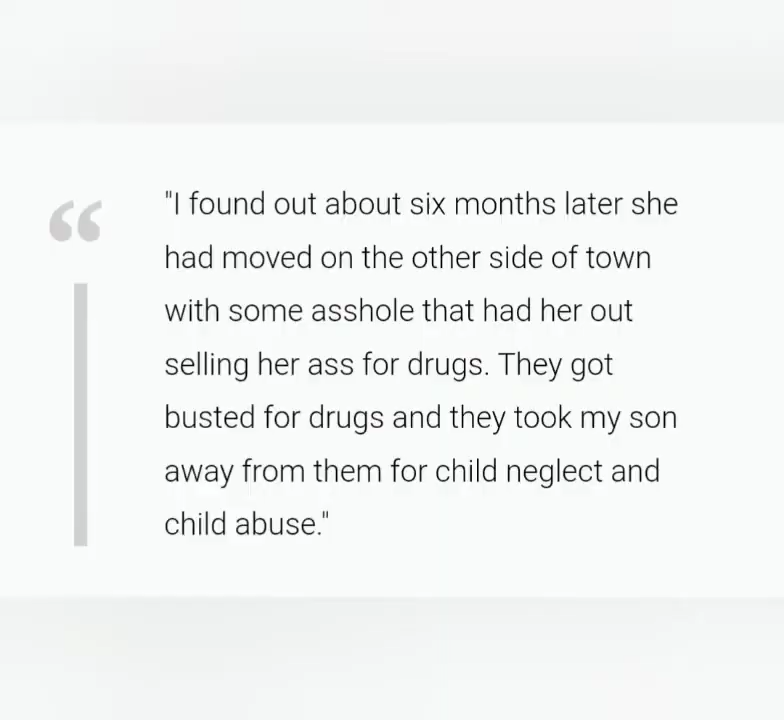 "I found out about six months later she
had moved on the other side of town
with some asshole that had her out
selling her ass for drugs. They got
busted for drugs and they took my son
away from them for child neglect and
child abuse."